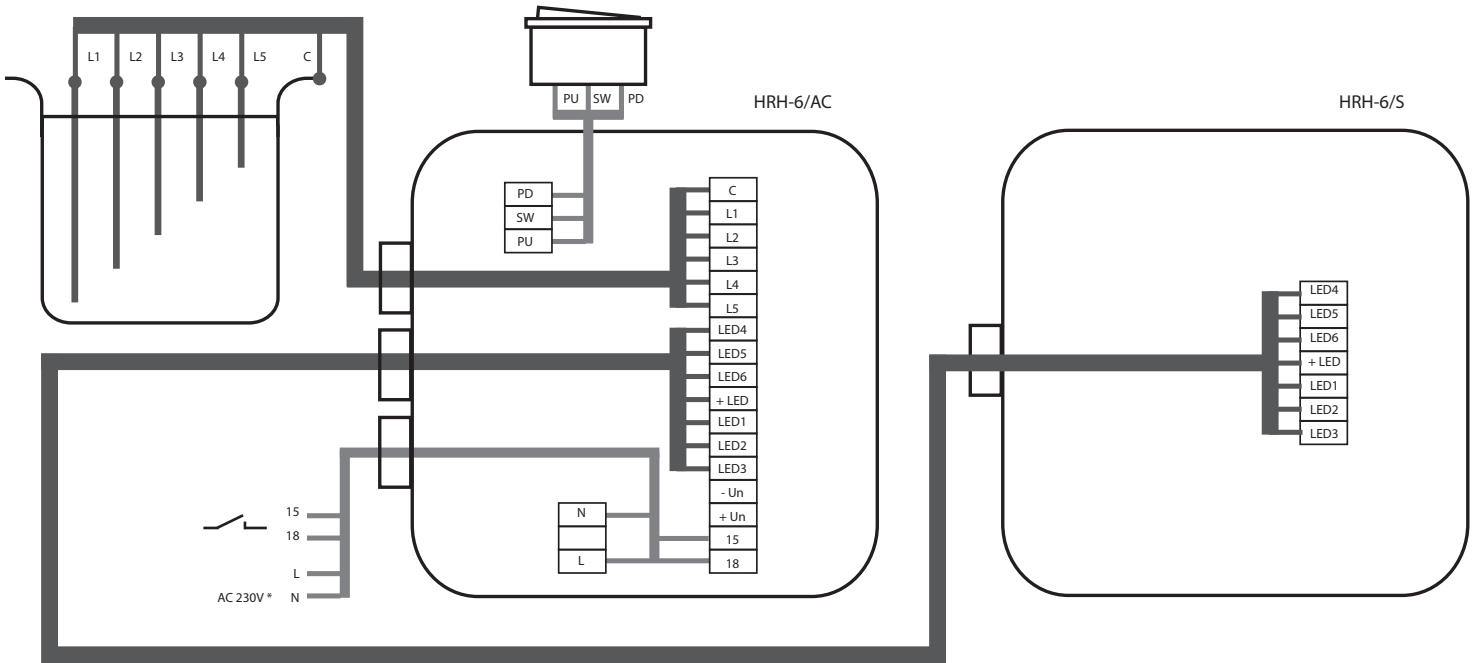 L1 L2 L3 L4 L5 C
PU SW PD
HRH-6/AC
HRH-6/S
PD
SW
PU
C
L1
L2
L3
L4
L5
LED4
LED5
LED6
+ LED
LED1
LED2
LED3
- Un
+ Un
15
18
N
L
15
18
L
AC 230V * N
LED4
LED5
LED6
+ LED
LED1
LED2
LED3